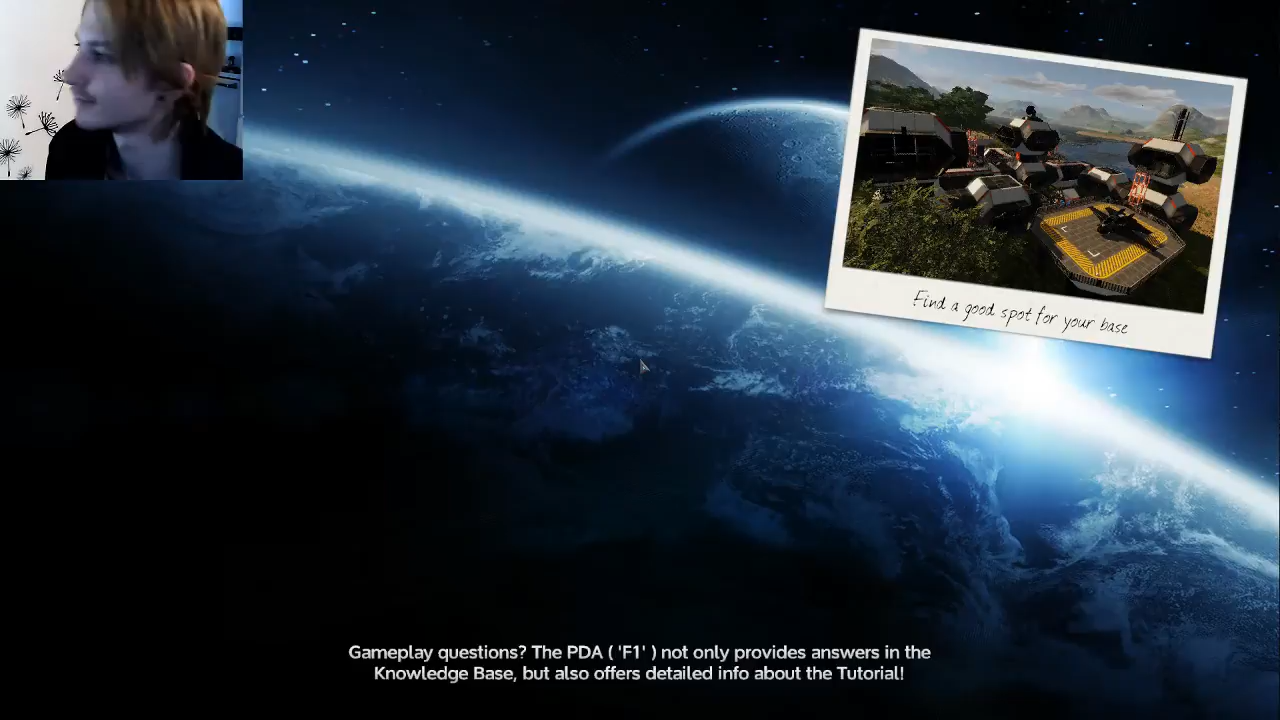 Find a good spot for your base
Gameplay questions? The PDA ( 'F1' ) not only provides answers in the
Knowledge Base, but also offers detailed info about the Tutorial!